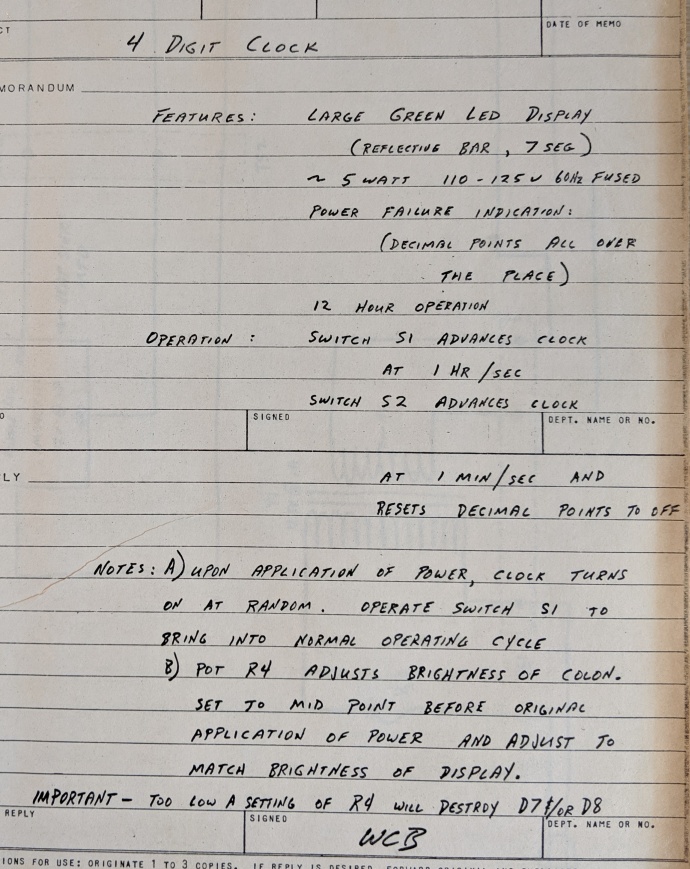 CT
DATE OF MEMO
4 DIGIT CLOCK
MORANDUM
FEATURES: LARGE GREEN LED DISPLAY
(REFLECTIVE BAR, 7 SEG)
~ 5 WATT 110-125V 60Hz FUSED
POWER FAILURE INDICATION:
(DECIMAL POINTS ALL OVER
THE PLACE)
12 HOUR OPERATION
OPERATION: SWITCH S1 ADVANCES CLOCK
AT 1 HR/SEC
SWITCH S2 ADVANCES CLOCK
O SIGNED DEPT. NAME OR NO.
LY AT 1 MIN/SEC AND
RESETS DECIMAL POINTS TO OFF
NOTES: A) UPON APPLICATION OF POWER, CLOCK TURNS
ON AT RANDOM. OPERATE SWITCH S1 TO
BRING INTO NORMAL OPERATING CYCLE
B) POT R4 ADJUSTS BRIGHTNESS OF COLON.
SET TO MID POINT BEFORE ORIGINAL
APPLICATION OF POWER AND ADJUST TO
MATCH BRIGHTNESS OF DISPLAY.
IMPORTANT - TOO LOW A SETTING OF R4 WILL DESTROY D7 &/OR D8
REPLY SIGNED DEPT. NAME OR NO.
WCB
IONS FOR USE: ORIGINATE 1 TO 3 COPIES. IF REPLY IS DESIRED, FORWARD ORIGINAL AND